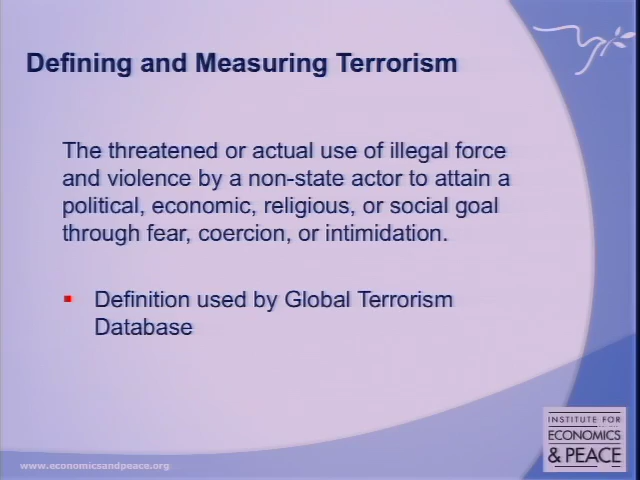 Defining and Measuring Terrorism
The threatened or actual use of illegal force
and violence by a non-state actor to attain a
political, economic, religious, or social goal
through fear, coercion, or intimidation.
Definition used by Global Terrorism
Database
www.economicsandpeace.org
INSTITUTE FOR
ECONOMICS
& PEACE